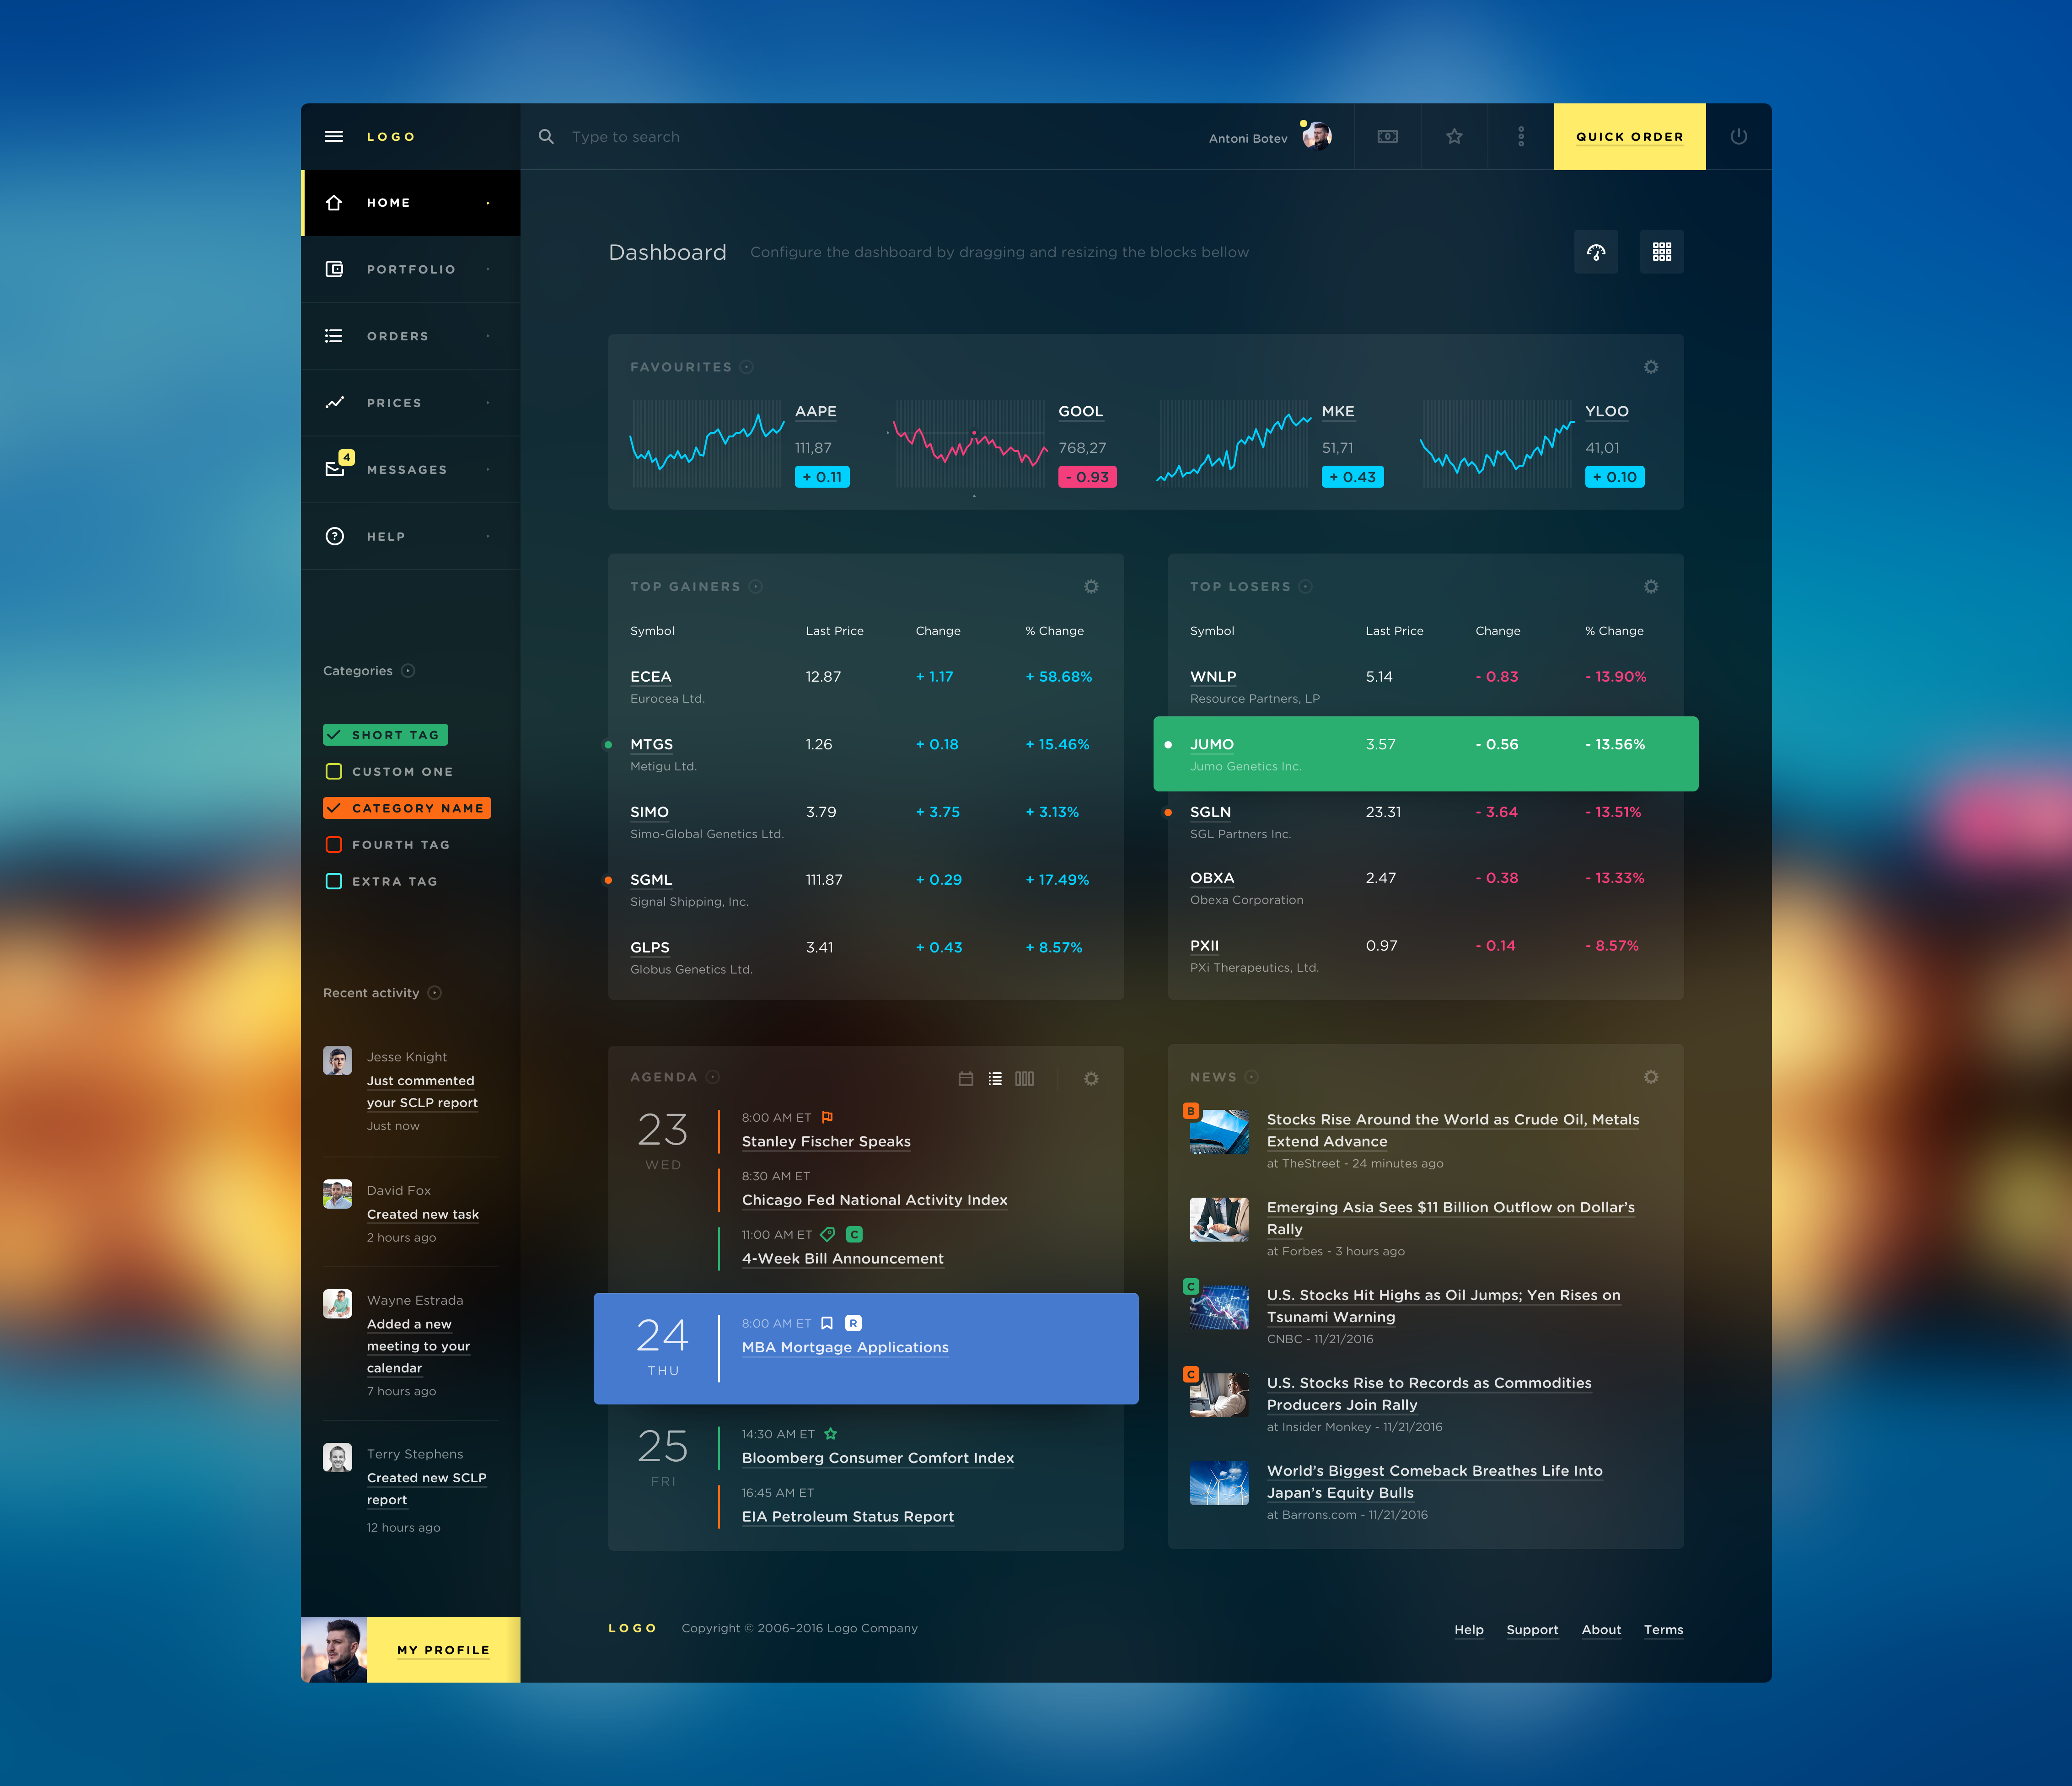 LOGO
Type to search
Antoni Botev
QUICK ORDER
HOME
PORTFOLIO
ORDERS
PRICES
4
MESSAGES
HELP
Categories
SHORT TAG
CUSTOM ONE
CATEGORY NAME
FOURTH TAG
EXTRA TAG
Recent activity
Jesse Knight
Just commented
your SCLP report
Just now
David Fox
Created new task
2 hours ago
Wayne Estrada
Added a new
meeting to your
calendar
7 hours ago
Terry Stephens
Created new SCLP
report
12 hours ago
MY PROFILE
Dashboard Configure the dashboard by dragging and resizing the blocks bellow
FAVOURITES
AAPE
111,87
+ 0.11
GOOL
768,27
- 0.93
MKE
51,71
+ 0.43
YLOO
41,01
+ 0.10
TOP GAINERS
Symbol Last Price Change % Change
ECEA 12.87 + 1.17 + 58.68%
Eurocea Ltd.
MTGS 1.26 + 0.18 + 15.46%
Metigu Ltd.
SIMO 3.79 + 3.75 + 3.13%
Simo-Global Genetics Ltd.
SGML 111.87 + 0.29 + 17.49%
Signal Shipping, Inc.
GLPS 3.41 + 0.43 + 8.57%
Globus Genetics Ltd.
TOP LOSERS
Symbol Last Price Change % Change
WNLP 5.14 - 0.83 - 13.90%
Resource Partners, LP
JUMO 3.57 - 0.56 - 13.56%
Jumo Genetics Inc.
SGLN 23.31 - 3.64 - 13.51%
SGL Partners Inc.
OBXA 2.47 - 0.38 - 13.33%
Obexa Corporation
PXII 0.97 - 0.14 - 8.57%
PXi Therapeutics, Ltd.
AGENDA
23
WED
8:00 AM ET
Stanley Fischer Speaks
8:30 AM ET
Chicago Fed National Activity Index
11:00 AM ET C
4-Week Bill Announcement
24
THU
8:00 AM ET R
MBA Mortgage Applications
25
FRI
14:30 AM ET
Bloomberg Consumer Comfort Index
16:45 AM ET
EIA Petroleum Status Report
NEWS
B
Stocks Rise Around the World as Crude Oil, Metals
Extend Advance
at TheStreet - 24 minutes ago
Emerging Asia Sees $11 Billion Outflow on Dollar’s
Rally
at Forbes - 3 hours ago
C
U.S. Stocks Hit Highs as Oil Jumps; Yen Rises on
Tsunami Warning
CNBC - 11/21/2016
C
U.S. Stocks Rise to Records as Commodities
Producers Join Rally
at Insider Monkey - 11/21/2016
World’s Biggest Comeback Breathes Life Into
Japan’s Equity Bulls
at Barrons.com - 11/21/2016
LOGO Copyright © 2006–2016 Logo Company
Help Support About Terms